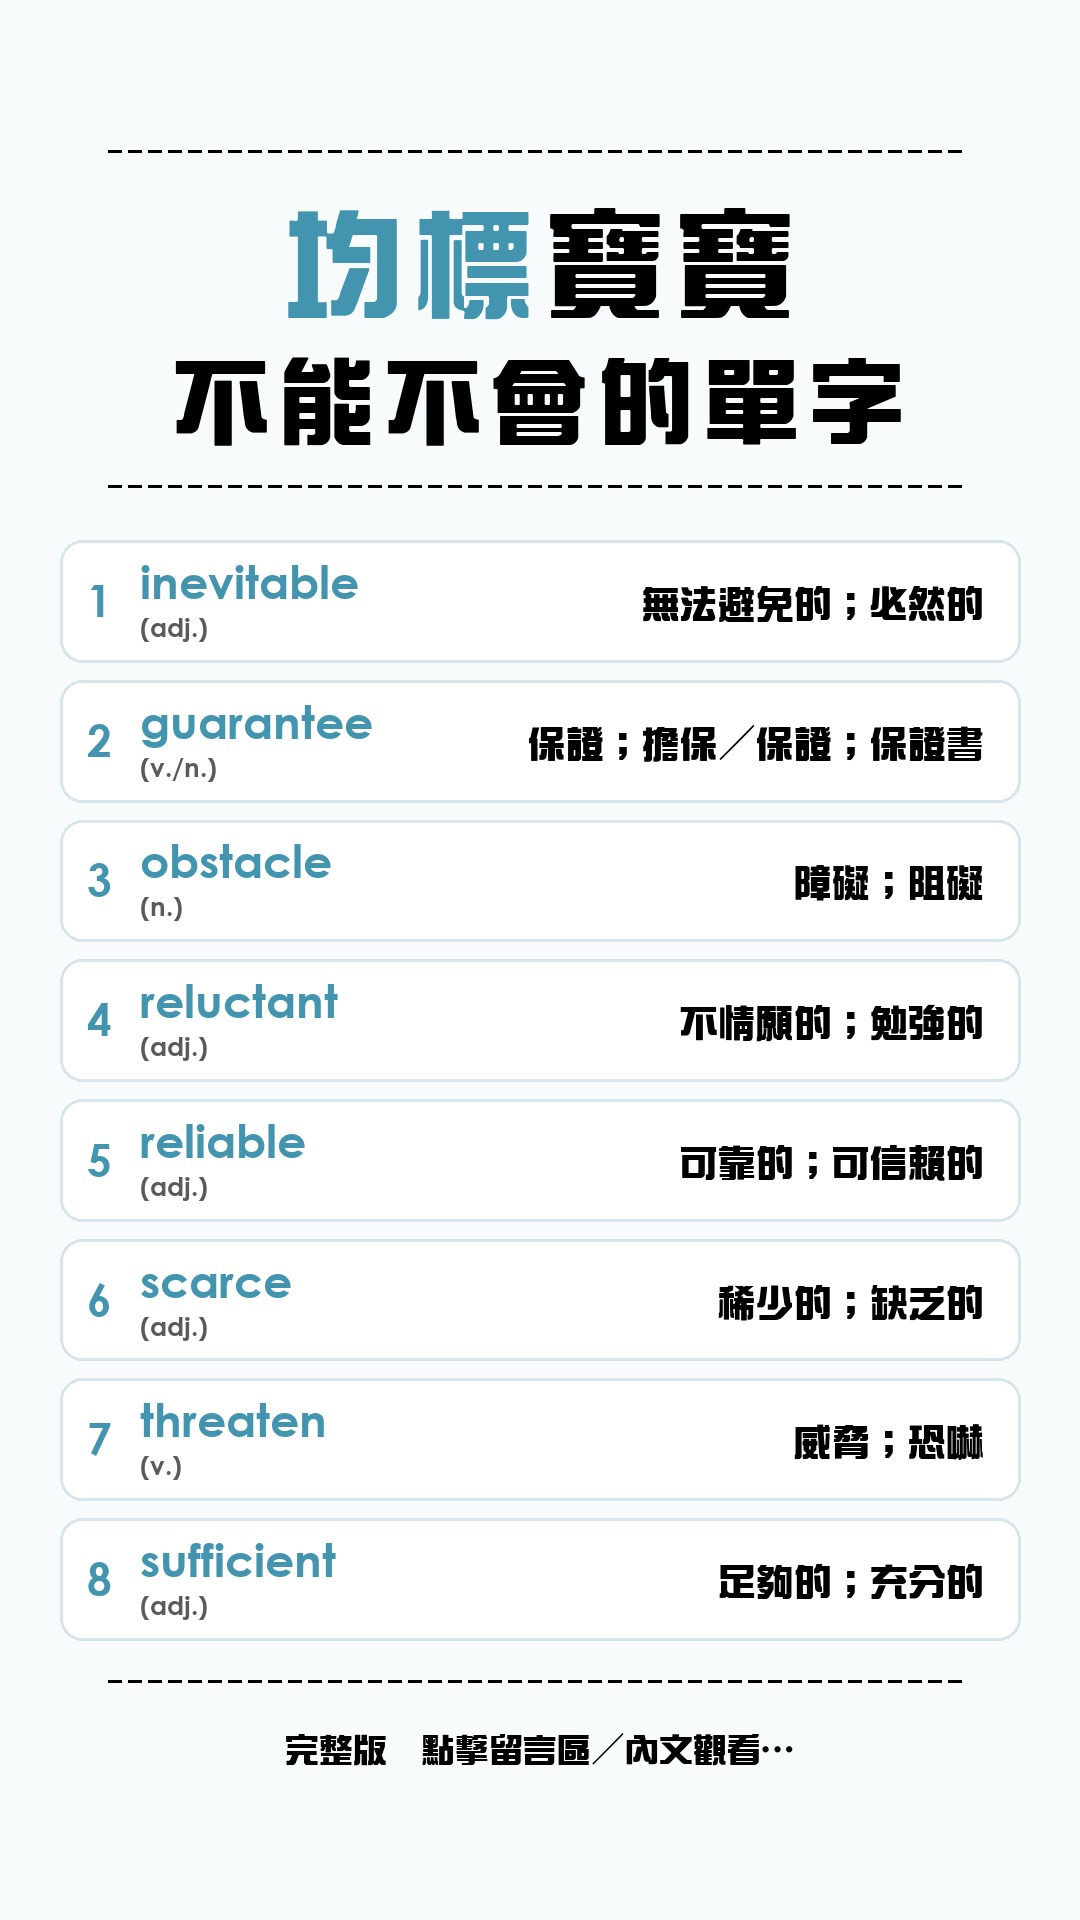 均標寶寶
不能不會的單字
1 inevitable
(adj.)
無法避免的；必然的
2 guarantee
(v./n.)
保證；擔保／保證；保證書
3 obstacle
(n.)
障礙；阻礙
4 reluctant
(adj.)
不情願的；勉強的
5 reliable
(adj.)
可靠的；可信賴的
6 scarce
(adj.)
稀少的；缺乏的
7 threaten
(v.)
威脅；恐嚇
8 sufficient
(adj.)
足夠的；充分的
完整版　點擊留言區／內文觀看…